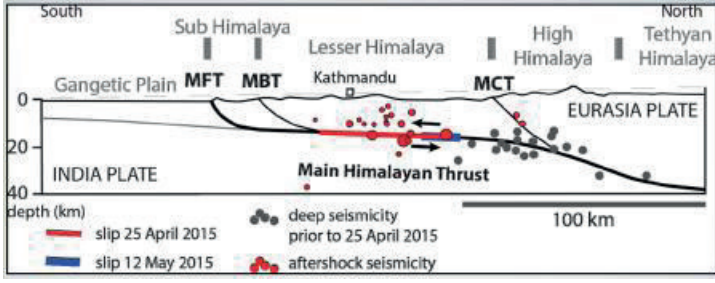 South
North
Sub Himalaya
Lesser Himalaya
High
Himalaya
Tethyan
Himalaya
Gangetic Plain
MFT
MBT
Kathmandu
MCT
0
EURASIA PLATE
20
INDIA PLATE
Main Himalayan Thrust
40
depth (km)
100 km
slip 25 April 2015
deep seismicity
prior to 25 April 2015
slip 12 May 2015
aftershock seismicity